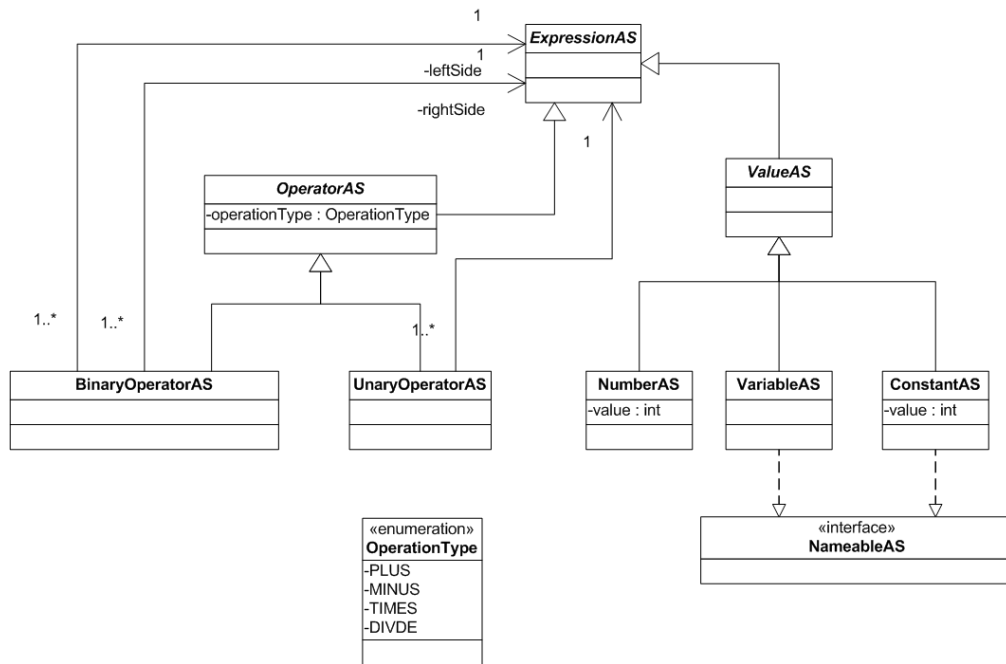 1
ExpressionAS
1
-leftSide
-rightSide
1
ValueAS
OperatorAS
-operationType : OperationType
1..*
1..*
1..*
BinaryOperatorAS
UnaryOperatorAS
NumberAS
-value : int
VariableAS
ConstantAS
-value : int
«enumeration»
OperationType
-PLUS
-MINUS
-TIMES
-DIVDE
«interface»
NameableAS